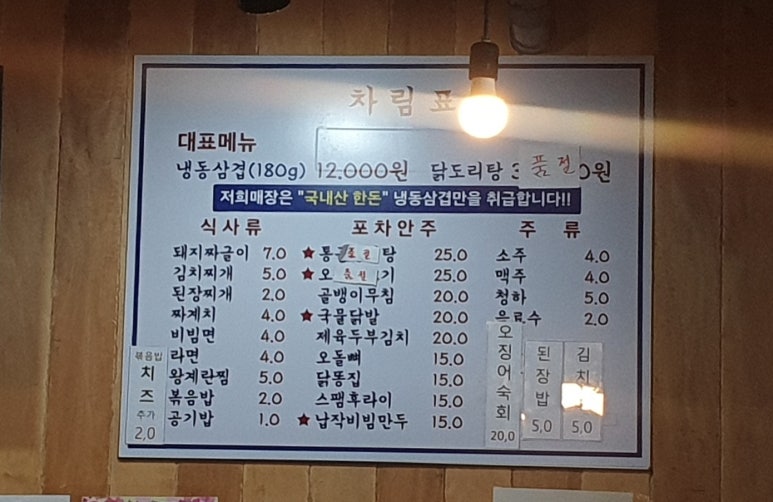 차림표
대표메뉴
냉동삼겹(180g) 12,000원 닭도리탕 품절 0원
저희매장은 "국내산 한돈" 냉동삼겹만을 취급합니다!!
식사류 포차안주 주류
돼지짜글이 7.0 ★통 품절 탕 25.0 소주 4.0
김치찌개 5.0 ★오 품절 기 25.0 맥주 4.0
된장찌개 2.0 골뱅이무침 20.0 청하 5.0
짜계치 4.0 ★국물닭발 20.0 음료수 2.0
비빔면 4.0 제육두부김치 20.0
라면 4.0 오돌뼈 15.0
왕계란찜 5.0 닭똥집 15.0
볶음밥 2.0 스팸후라이 15.0
공기밥 1.0 ★납작비빔만두 15.0
볶음밥
치즈
추가
2,0
오징어숙회
20,0
된장밥
5,0
김치
5,0